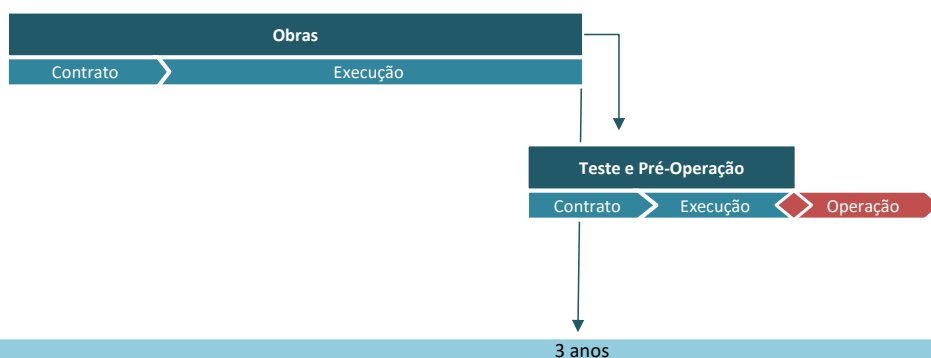 Obras
Contrato
Execução
Teste e Pré-Operação
Contrato
Execução
Operação
3 anos